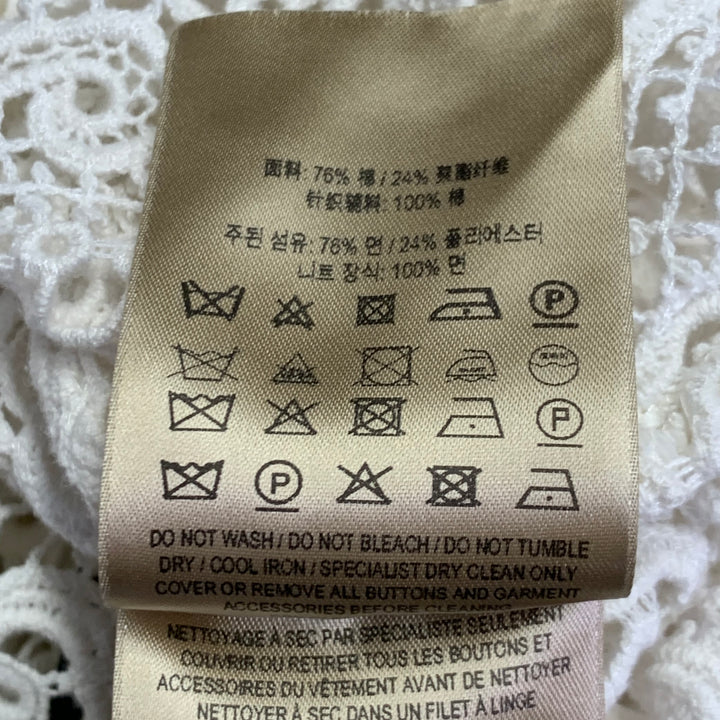 面料: 76% 棉 / 24% 聚酯纤维
针织辅料: 100% 棉
주된 섬유: 76% 면 / 24% 폴리에스터
니트 장식: 100% 면
P
P
P
DO NOT WASH / DO NOT BLEACH / DO NOT TUMBLE
DRY / COOL IRON / SPECIALIST DRY CLEAN ONLY
COVER OR REMOVE ALL BUTTONS AND GARMENT
ACCESSORIES BEFORE CLEANING
NETTOYAGE À SEC PAR SPÉCIALISTE SEULEMENT
COUVRIR OU RETIRER TOUS LES BOUTONS ET
ACCESSOIRES DU VÊTEMENT AVANT DE NETTOYER
NETTOYER À SEC DANS UN FILET À LINGE